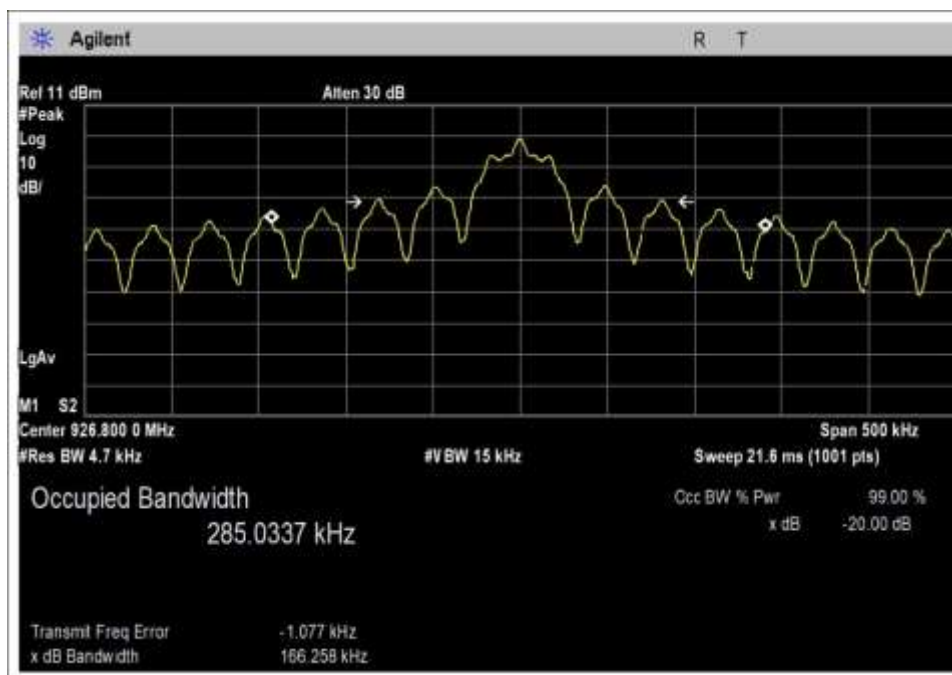 Agilent R T
Ref 11 dBm Atten 30 dB
#Peak
Log
10
dB/
LgAv
M1 S2
Center 926.800 0 MHz Span 500 kHz
#Res BW 4.7 kHz #VBW 15 kHz Sweep 21.6 ms (1001 pts)
Occupied Bandwidth Occ BW % Pwr 99.00 %
285.0337 kHz x dB -20.00 dB
Transmit Freq Error -1.077 kHz
x dB Bandwidth 166.258 kHz